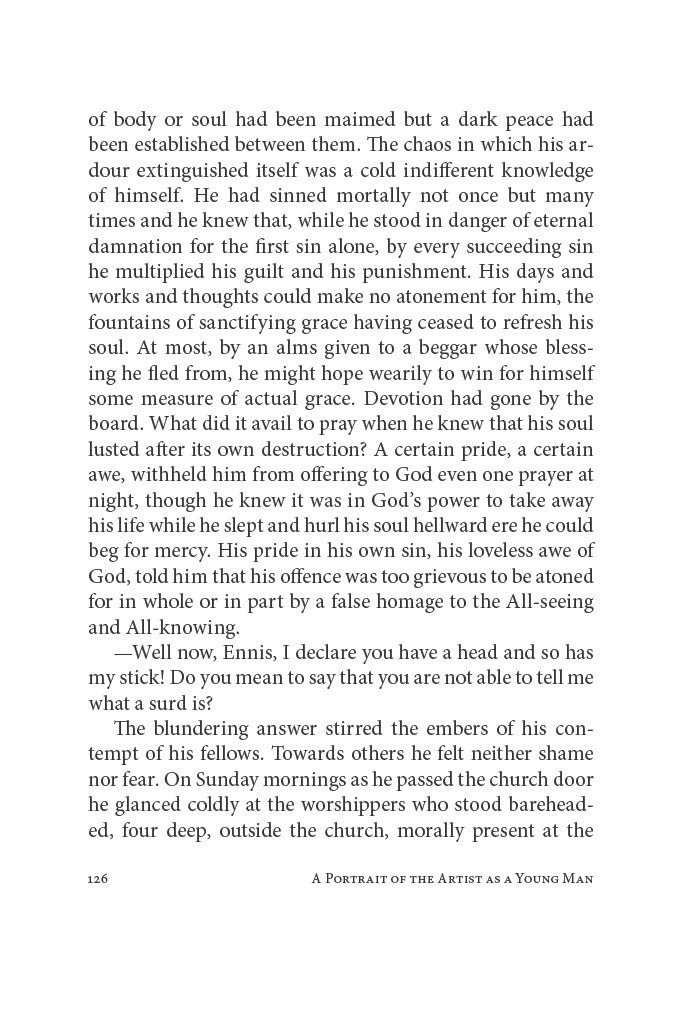 of body or soul had been maimed but a dark peace had
been established between them. The chaos in which his ar-
dour extinguished itself was a cold indifferent knowledge
of himself. He had sinned mortally not once but many
times and he knew that, while he stood in danger of eternal
damnation for the first sin alone, by every succeeding sin
he multiplied his guilt and his punishment. His days and
works and thoughts could make no atonement for him, the
fountains of sanctifying grace having ceased to refresh his
soul. At most, by an alms given to a beggar whose bless-
ing he fled from, he might hope wearily to win for himself
some measure of actual grace. Devotion had gone by the
board. What did it avail to pray when he knew that his soul
lusted after its own destruction? A certain pride, a certain
awe, withheld him from offering to God even one prayer at
night, though he knew it was in God’s power to take away
his life while he slept and hurl his soul hellward ere he could
beg for mercy. His pride in his own sin, his loveless awe of
God, told him that his offence was too grievous to be atoned
for in whole or in part by a false homage to the All-seeing
and All-knowing.
—Well now, Ennis, I declare you have a head and so has
my stick! Do you mean to say that you are not able to tell me
what a surd is?
The blundering answer stirred the embers of his con-
tempt of his fellows. Towards others he felt neither shame
nor fear. On Sunday mornings as he passed the church door
he glanced coldly at the worshippers who stood barehead-
ed, four deep, outside the church, morally present at the
126 A Portrait of the Artist as a Young Man